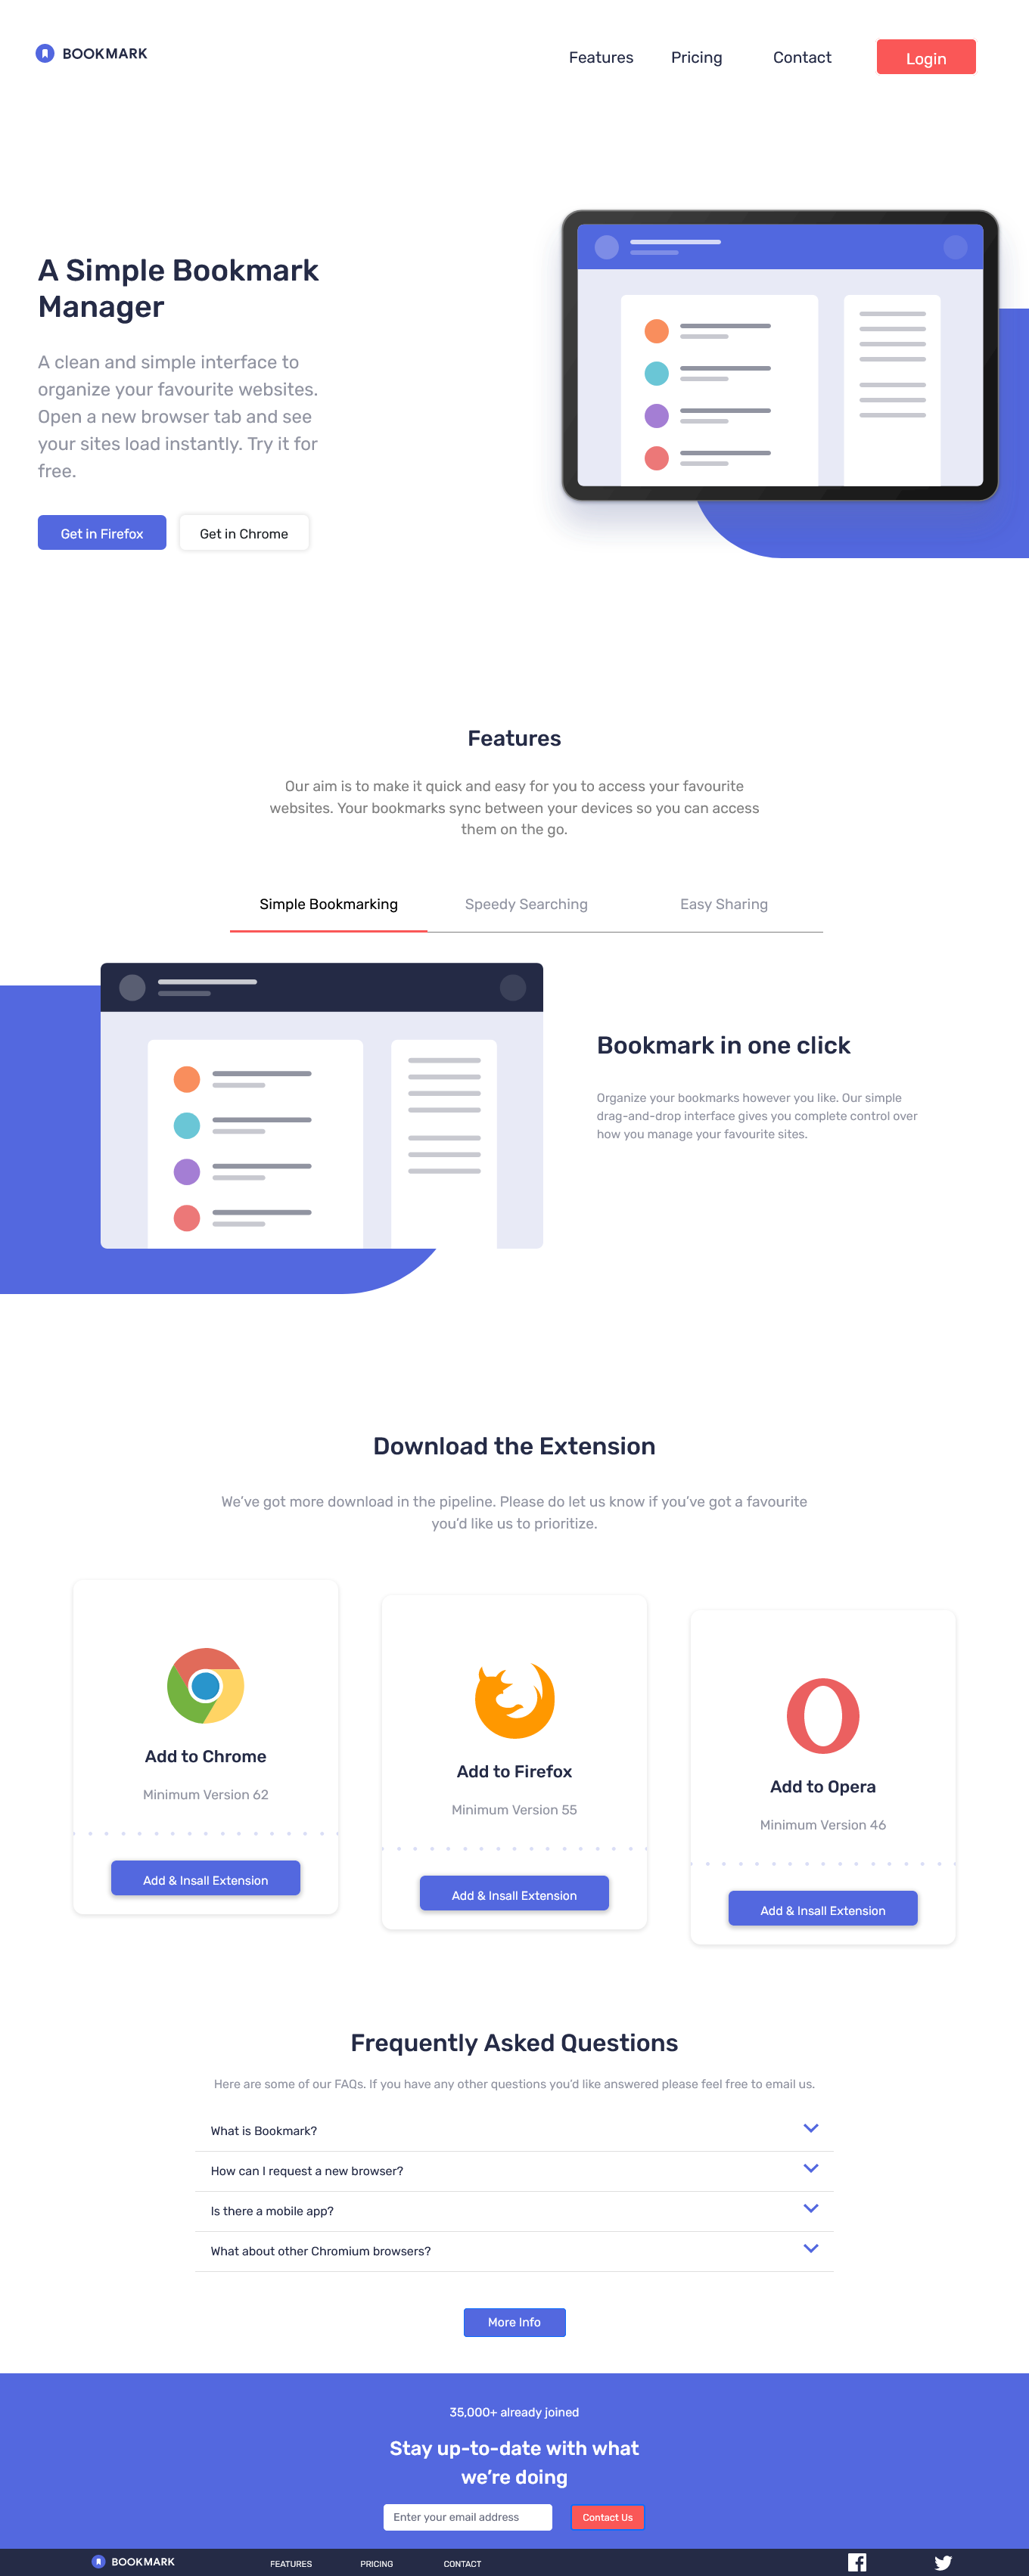 BOOKMARK
Features
Pricing
Contact
Login
A Simple Bookmark
Manager
A clean and simple interface to
organize your favourite websites.
Open a new browser tab and see
your sites load instantly. Try it for
free.
Get in Firefox
Get in Chrome
Features
Our aim is to make it quick and easy for you to access your favourite
websites. Your bookmarks sync between your devices so you can access
them on the go.
Simple Bookmarking
Speedy Searching
Easy Sharing
Bookmark in one click
Organize your bookmarks however you like. Our simple
drag-and-drop interface gives you complete control over
how you manage your favourite sites.
Download the Extension
We’ve got more download in the pipeline. Please do let us know if you’ve got a favourite
you’d like us to prioritize.
Add to Chrome
Minimum Version 62
Add & Insall Extension
Add to Firefox
Minimum Version 55
Add & Insall Extension
Add to Opera
Minimum Version 46
Add & Insall Extension
Frequently Asked Questions
Here are some of our FAQs. If you have any other questions you’d like answered please feel free to email us.
What is Bookmark?
How can I request a new browser?
Is there a mobile app?
What about other Chromium browsers?
More Info
35,000+ already joined
Stay up-to-date with what
we’re doing
Enter your email address
Contact Us
BOOKMARK
FEATURES
PRICING
CONTACT